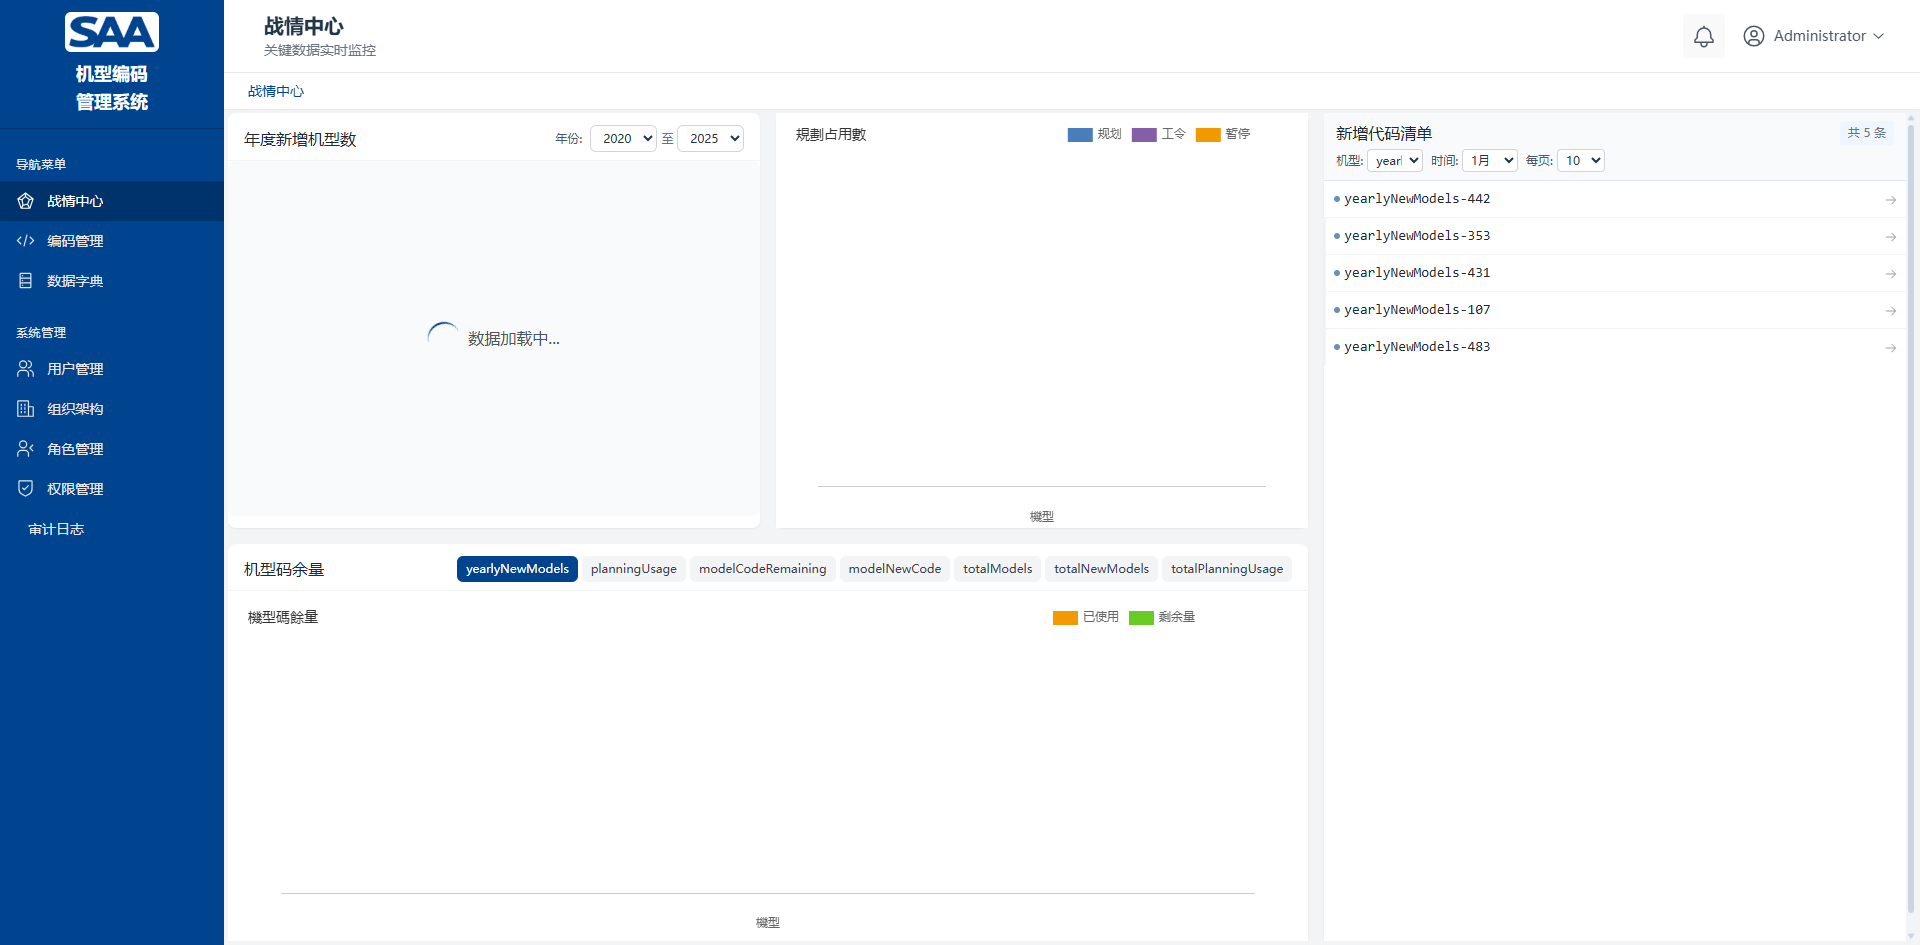 SAA
机型编码
管理系统
导航菜单
战情中心
编码管理
数据字典
系统管理
用户管理
组织架构
角色管理
权限管理
审计日志
战情中心
关键数据实时监控
Administrator
战情中心
年度新增机型数
年份: 2020 至 2025
数据加载中...
規劃占用數
规划 工令 暂停
機型
机型码余量
yearlyNewModels planningUsage modelCodeRemaining modelNewCode totalModels totalNewModels totalPlanningUsage
機型碼餘量
已使用 剩余量
機型
新增代码清单
共 5 条
机型: year 时间: 1月 每页: 10
yearlyNewModels-442
yearlyNewModels-353
yearlyNewModels-431
yearlyNewModels-107
yearlyNewModels-483